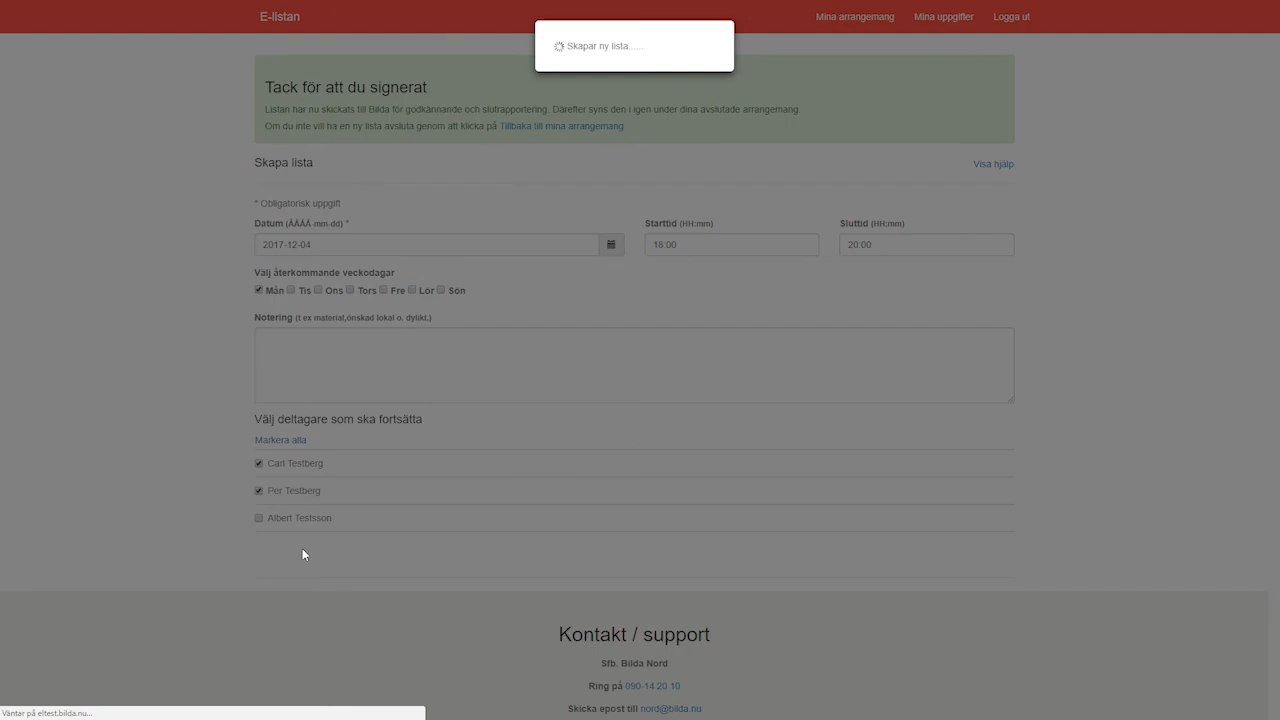 E-listan
Mina arrangemang Mina uppgifter Logga ut
Skapar ny lista......
Tack för att du signerat
Listan har nu skickats till Bilda för godkännande och slutrapportering. Därefter syns den i igen under dina avslutade arrangemang.
Om du inte vill ha en ny lista avsluta genom att klicka på Tillbaka till mina arrangemang
Skapa lista
Visa hjälp
* Obligatorisk uppgift
Datum (ÅÅÅÅ-mm-dd) * Starttid (HH:mm) Sluttid (HH:mm)
2017-12-04 18:00 20:00
Välj återkommande veckodagar
Mån Tis Ons Tors Fre Lör Sön
Notering (t ex material,önskad lokal o. dylikt.)
Välj deltagare som ska fortsätta
Markera alla
Carl Testberg
Per Testberg
Albert Testsson
Kontakt / support
Sfb. Bilda Nord
Ring på 090-14 20 10
Skicka epost till nord@bilda.nu
Väntar på eltest.bilda.nu...